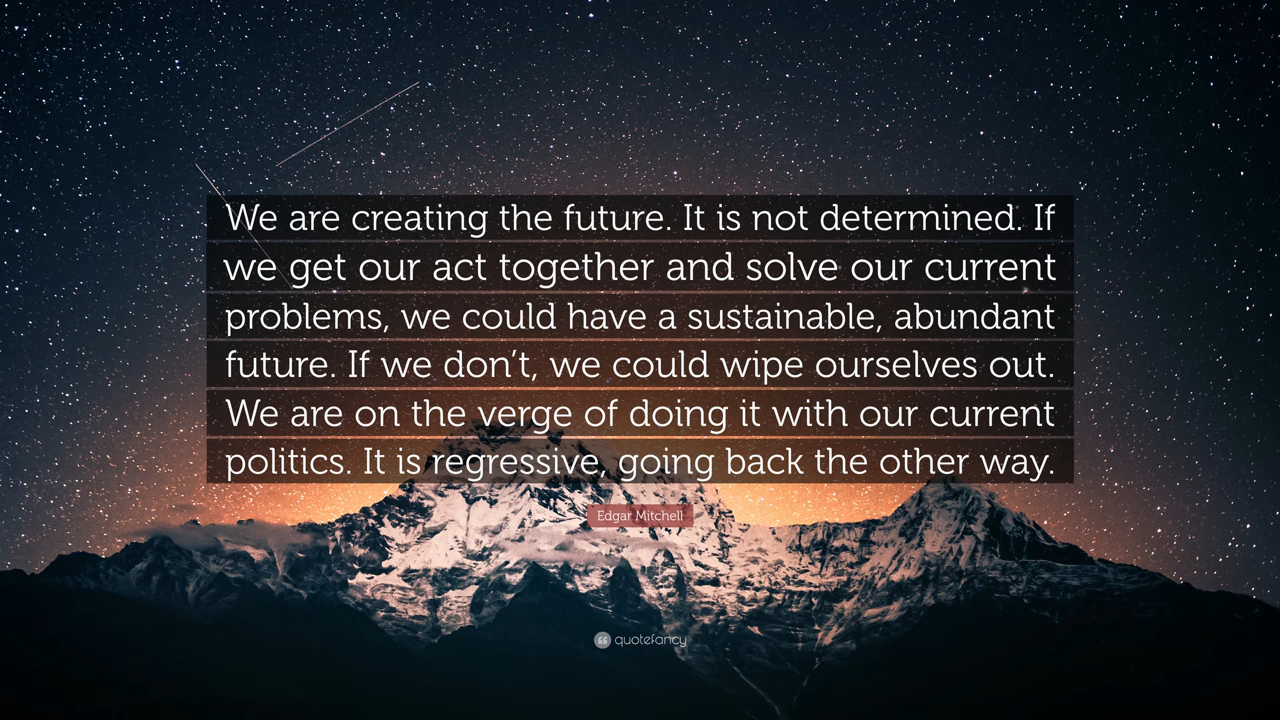 We are creating the future. It is not determined. If
we get our act together and solve our current
problems, we could have a sustainable, abundant
future. If we don’t, we could wipe ourselves out.
We are on the verge of doing it with our current
politics. It is regressive, going back the other way.
Edgar Mitchell
quotefancy